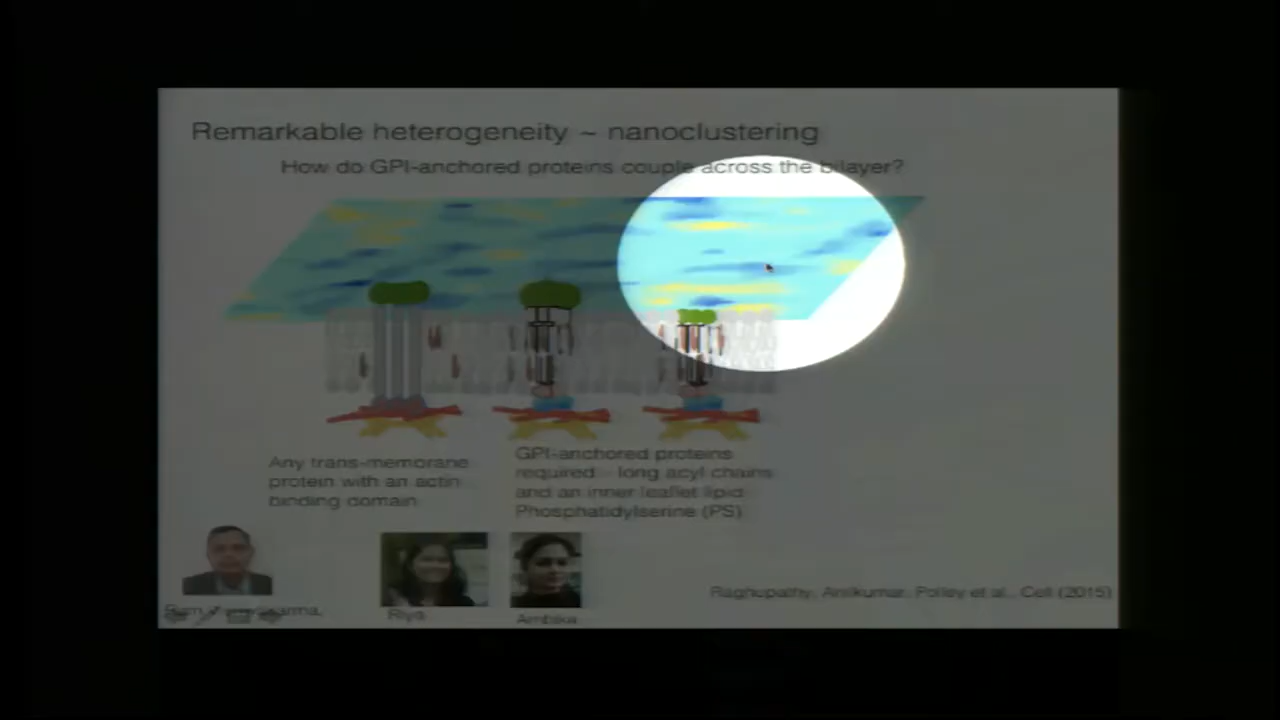 Remarkable heterogeneity ~ nanoclustering
How do GPI-anchored proteins couple across the bilayer?
Any trans-membrane
protein with an actin
binding domain
GPI-anchored proteins
required - long acyl chains
and an inner leaflet lipid
Phosphatidylserine (PS)
Raghupathy, Anilkumar, Polley et al., Cell (2015)
Ram
Riya
Ambika